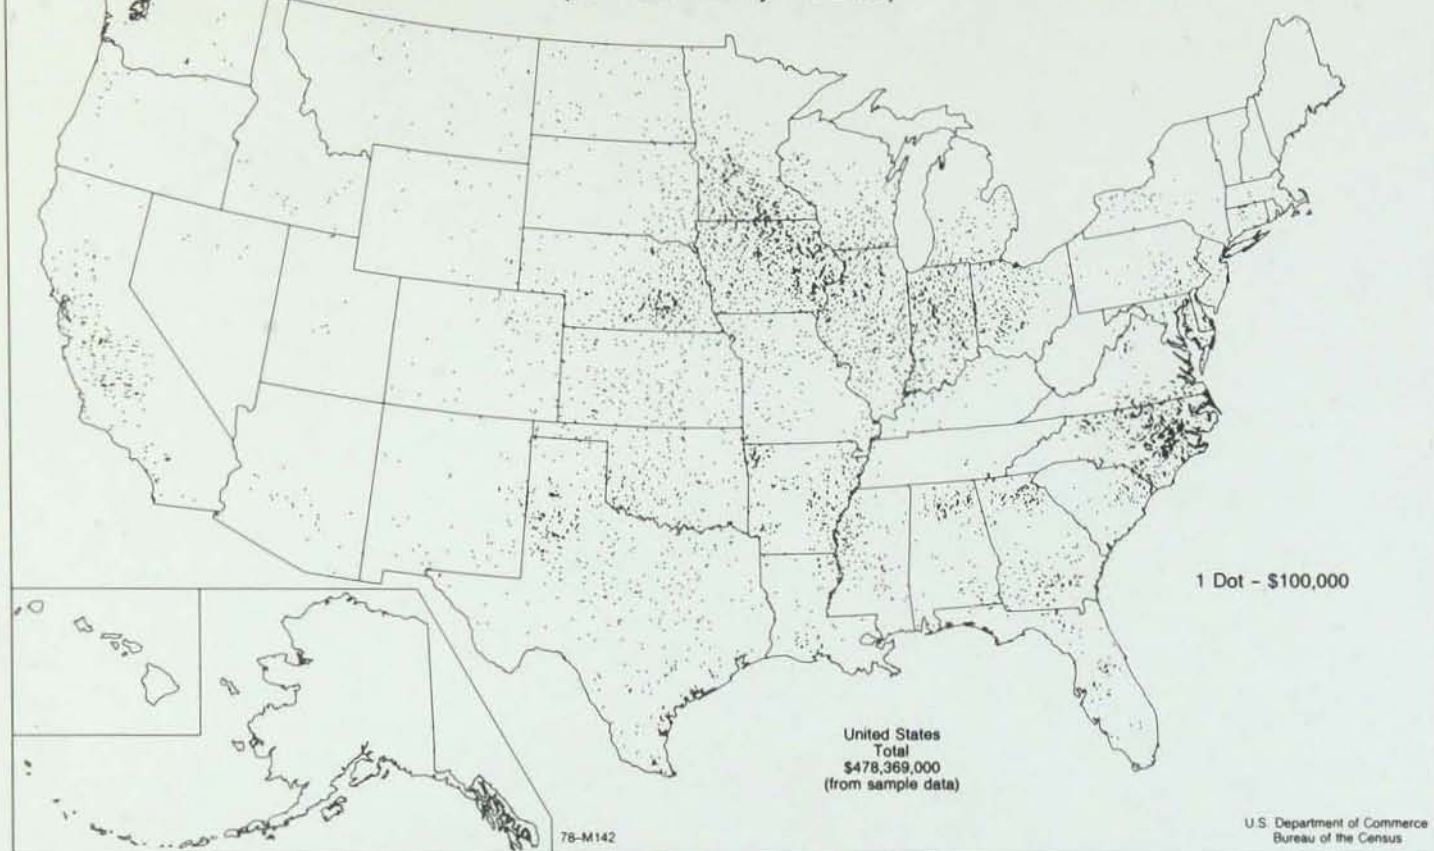 1 Dot – $100,000
United States
Total
$478,369,000
(from sample data)
78–M142
U.S. Department of Commerce
Bureau of the Census